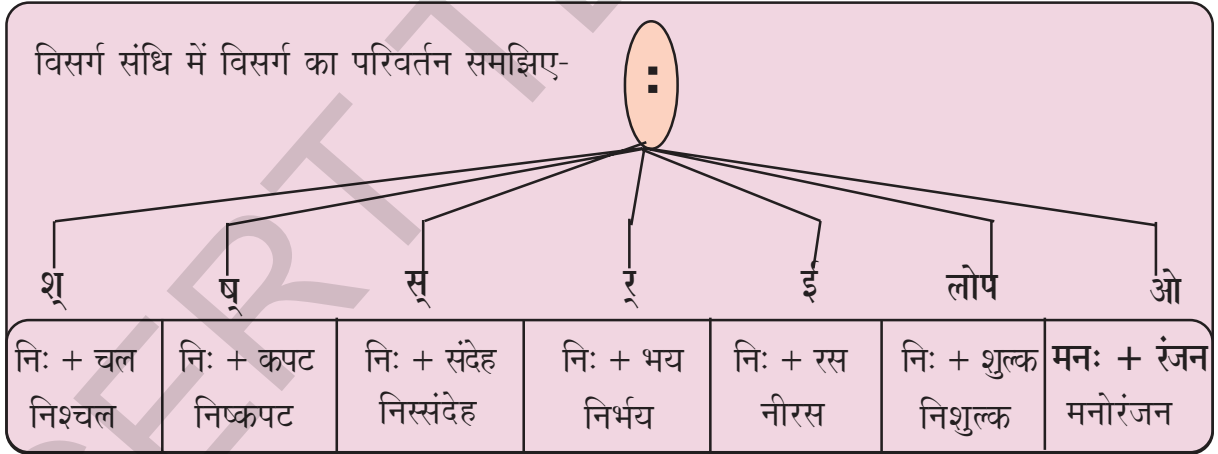 विसर्ग संधि में विसर्ग का परिवर्तन समझिए-
:
श् ष् स् र् ई लोप ओ
निः + चल निः + कपट निः + संदेह निः + भय निः + रस निः + शुल्क मनः + रंजन
निश्चल निष्कपट निस्संदेह निर्भय नीरस निशुल्क मनोरंजन